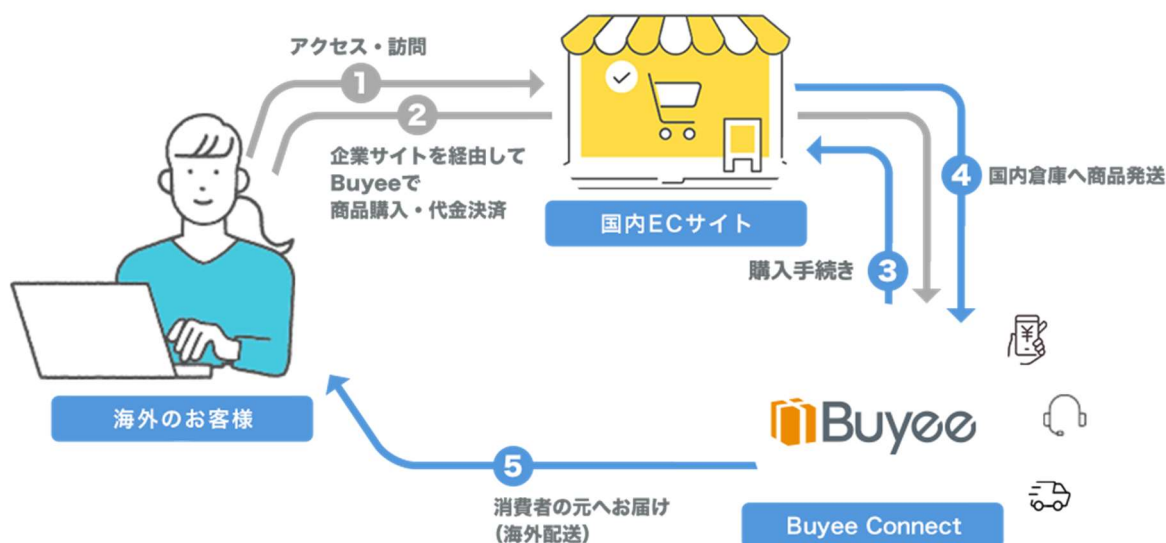 アクセス・訪問
1
2
企業サイトを経由して
Buyeeで
商品購入・代金決済
国内ECサイト
3
購入手続き
4
国内倉庫へ商品発送
¥
海外のお客様
Buyee
5
消費者の元へお届け
（海外配送）
Buyee Connect